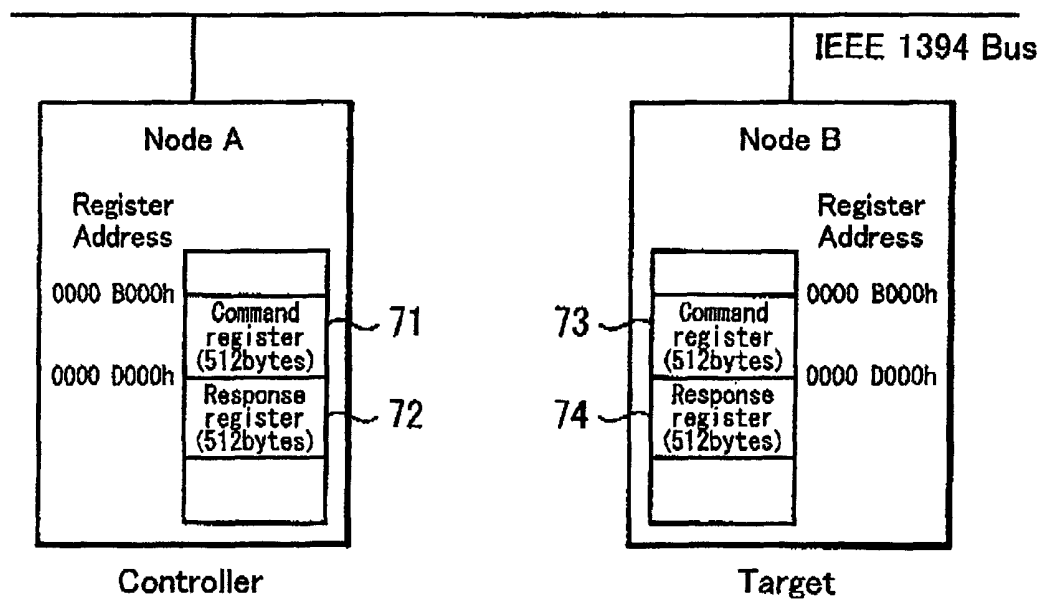 IEEE 1394 Bus
Node A
Register
Address
0000 B000h
Command
register
(512bytes)
71
0000 D000h
Response
register
(512bytes)
72
Controller
Node B
Register
Address
0000 B000h
73
Command
register
(512bytes)
0000 D000h
74
Response
register
(512bytes)
Target